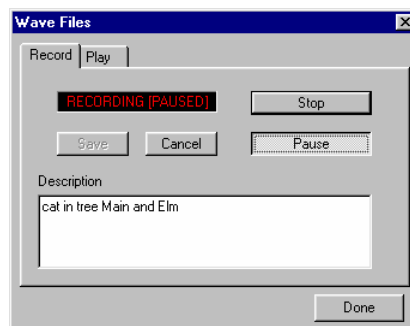 Wave Files
Record Play
RECORDING [PAUSED] Stop
Save Cancel Pause
Description
cat in tree Main and Elm
Done